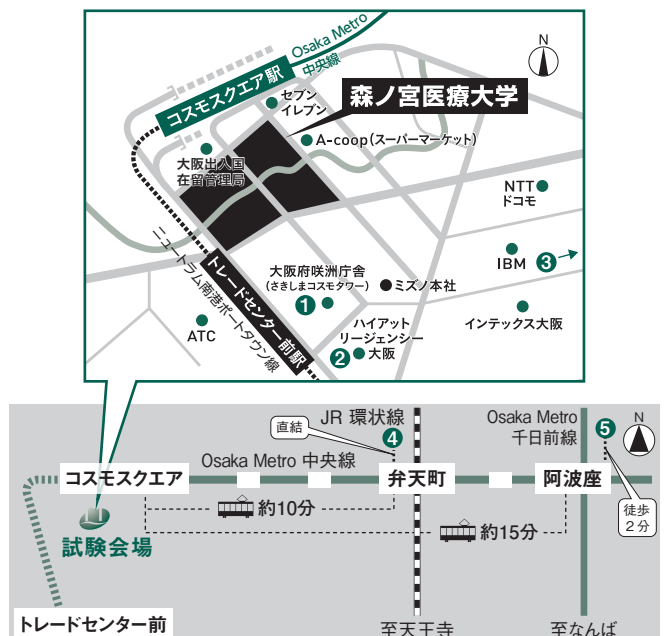 N
Osaka Metro
中央線
コスモスクエア駅
セブン
イレブン
森ノ宮医療大学
A-coop(スーパーマーケット)
大阪出入国
在留管理局
NTT
ドコモ
ニュートラム南港ポートタウン線
トレードセンター前駅
大阪府咲洲庁舎
(さきしまコスモタワー)
1
ミズノ本社
IBM
3
ATC
ハイアット
リージェンシー
大阪
2
インテックス大阪
JR 環状線
直結
4
Osaka Metro
千日前線
5
N
コスモスクエア
Osaka Metro 中央線
弁天町
阿波座
約10分
徒歩
2分
約15分
試験会場
トレードセンター前
至天王寺
至なんば